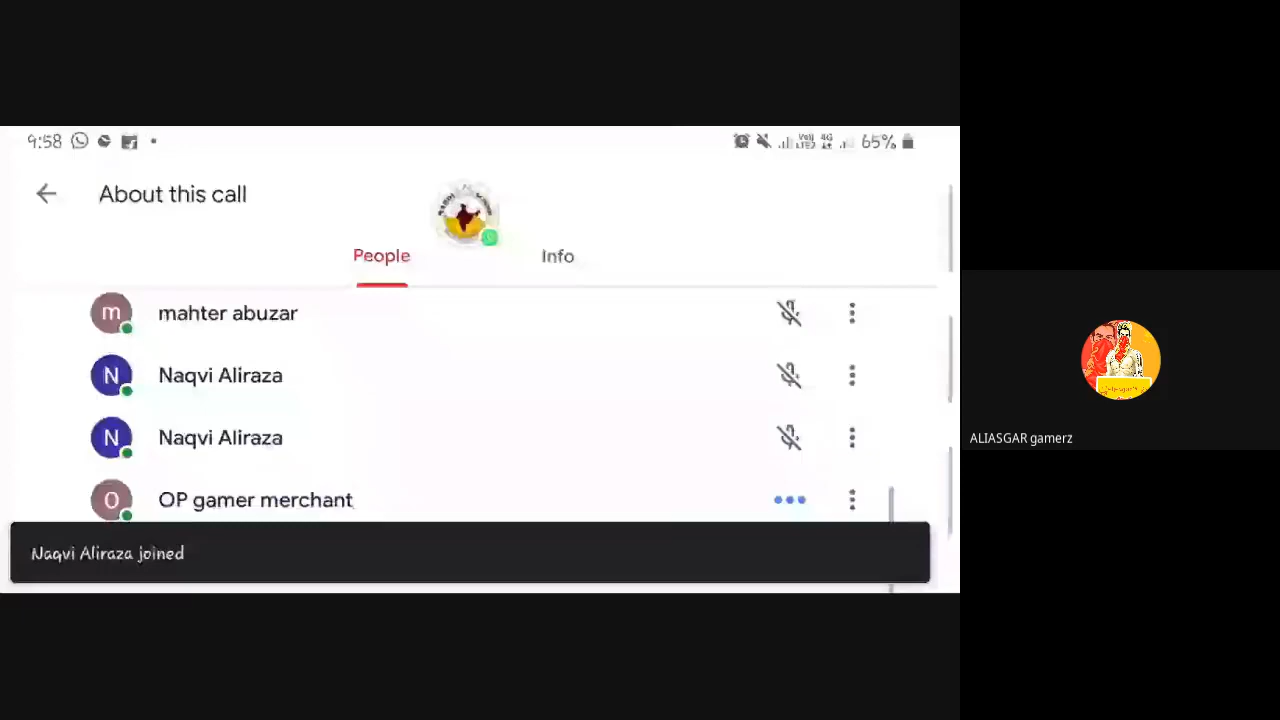 9:58
65%
About this call
People
Info
m
mahter abuzar
N
Naqvi Aliraza
N
Naqvi Aliraza
O
OP gamer merchant
Naqvi Aliraza joined
ALIASGAR gamerz